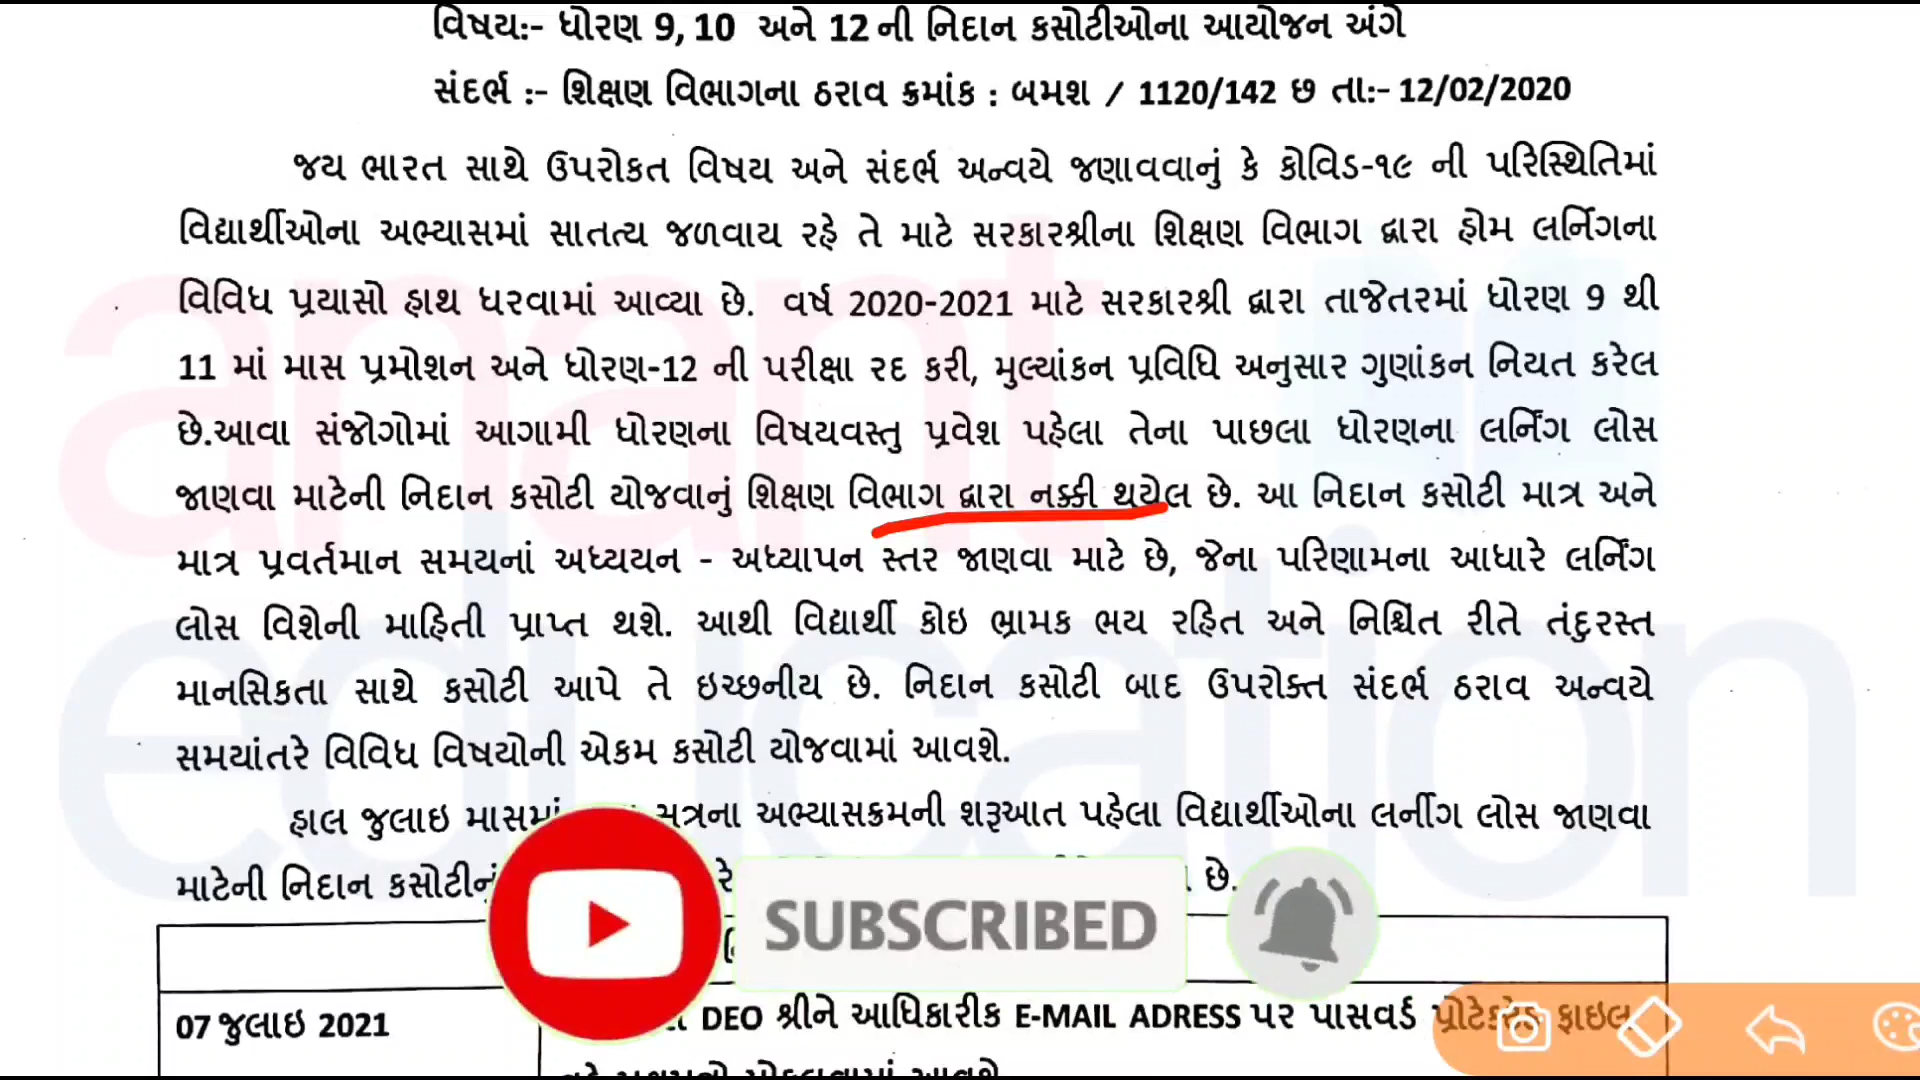 વિષયઃ- ધોરણ 9, 10 અને 12 ની નિદાન કસોટીઓના આયોજન અંગે
સંદર્ભ :- શિક્ષણ વિભાગના ઠરાવ ક્રમાંક : બમશ / 1120/142 છ તાઃ- 12/02/2020
જય ભારત સાથે ઉપરોકત વિષય અને સંદર્ભ અન્વયે જણાવવાનું કે કોવિડ-૧૯ ની પરિસ્થિતિમાં
વિદ્યાર્થીઓના અભ્યાસમાં સાતત્ય જળવાય રહે તે માટે સરકારશ્રીના શિક્ષણ વિભાગ દ્વારા હોમ લર્નિગના
વિવિધ પ્રયાસો હાથ ધરવામાં આવ્યા છે. વર્ષ 2020-2021 માટે સરકારશ્રી દ્વારા તાજેતરમાં ધોરણ 9 થી
11 માં માસ પ્રમોશન અને ધોરણ-12 ની પરીક્ષા રદ કરી, મુલ્યાંકન પ્રવિધિ અનુસાર ગુણાંકન નિયત કરેલ
છે.આવા સંજોગોમાં આગામી ધોરણના વિષયવસ્તુ પ્રવેશ પહેલા તેના પાછલા ધોરણના લર્નિંગ લોસ
જાણવા માટેની નિદાન કસોટી યોજવાનું શિક્ષણ વિભાગ દ્વારા નક્કી થયેલ છે. આ નિદાન કસોટી માત્ર અને
માત્ર પ્રવર્તમાન સમયનાં અધ્યયન - અધ્યાપન સ્તર જાણવા માટે છે, જેના પરિણામના આધારે લર્નિંગ
લોસ વિશેની માહિતી પ્રાપ્ત થશે. આથી વિદ્યાર્થી કોઇ ભ્રામક ભય રહિત અને નિશ્ચિંત રીતે તંદુરસ્ત
માનસિકતા સાથે કસોટી આપે તે ઇચ્છનીય છે. નિદાન કસોટી બાદ ઉપરોક્ત સંદર્ભ ઠરાવ અન્વયે
સમયાંતરે વિવિધ વિષયોની એકમ કસોટી યોજવામાં આવશે.
હાલ જુલાઇ માસમાં સત્રના અભ્યાસક્રમની શરૂઆત પહેલા વિદ્યાર્થીઓના લર્નીગ લોસ જાણવા
માટેની નિદાન કસોટીનું છે.
SUBSCRIBED
07 જુલાઇ 2021 DEO શ્રીને આધિકારીક E-MAIL ADRESS પર પાસવર્ડ પ્રોટેક્ટેડ ફાઇલ
anant
education